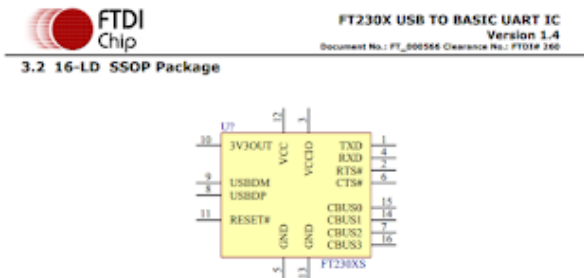 FTDI
Chip
FT230X USB TO BASIC UART IC
Version 1.4
Document No.: FT_000566 Clearance No.: FTDI# 260
3.2 16-LD SSOP Package
U?
12
3
10
3V3OUT
VCC
VCCIO
TXD
1
RXD
4
RTS#
2
CTS#
6
9
USBDM
8
USBDP
11
RESET#
CBUS0
15
CBUS1
14
CBUS2
7
CBUS3
16
GND
GND
5
13
FT230XS